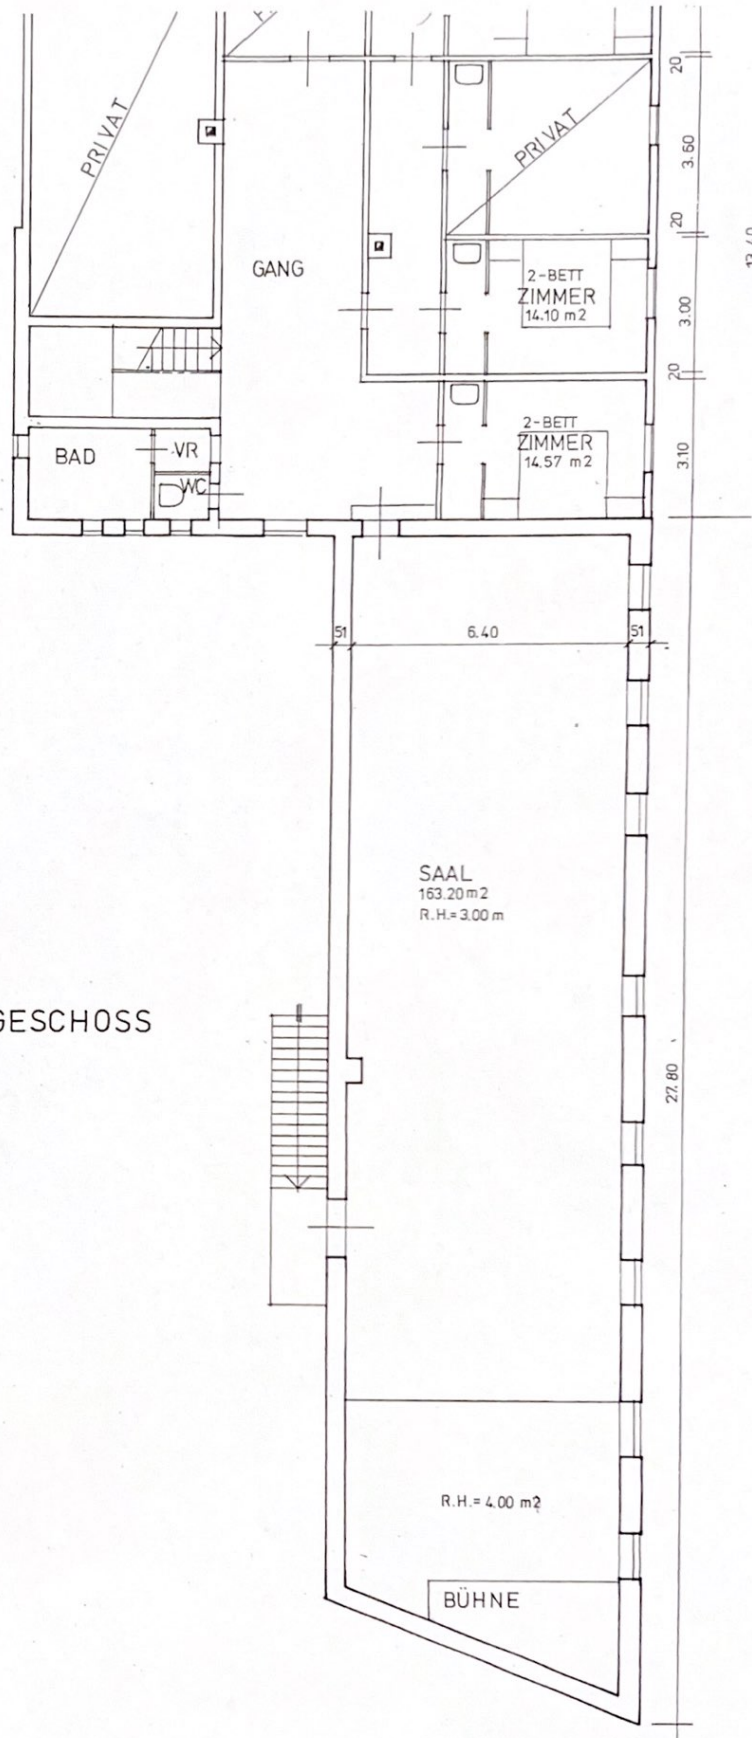 PRIVAT
20
3.60
PRIVAT
20
GANG
2-BETT
ZIMMER
14.10 m2
3.00
20
2-BETT
ZIMMER
14.57 m2
3.10
BAD
VR
WC
51
6.40
51
SAAL
163.20 m2
R.H.= 3.00 m
GESCHOSS
27.80
R.H.= 4.00 m2
BÜHNE